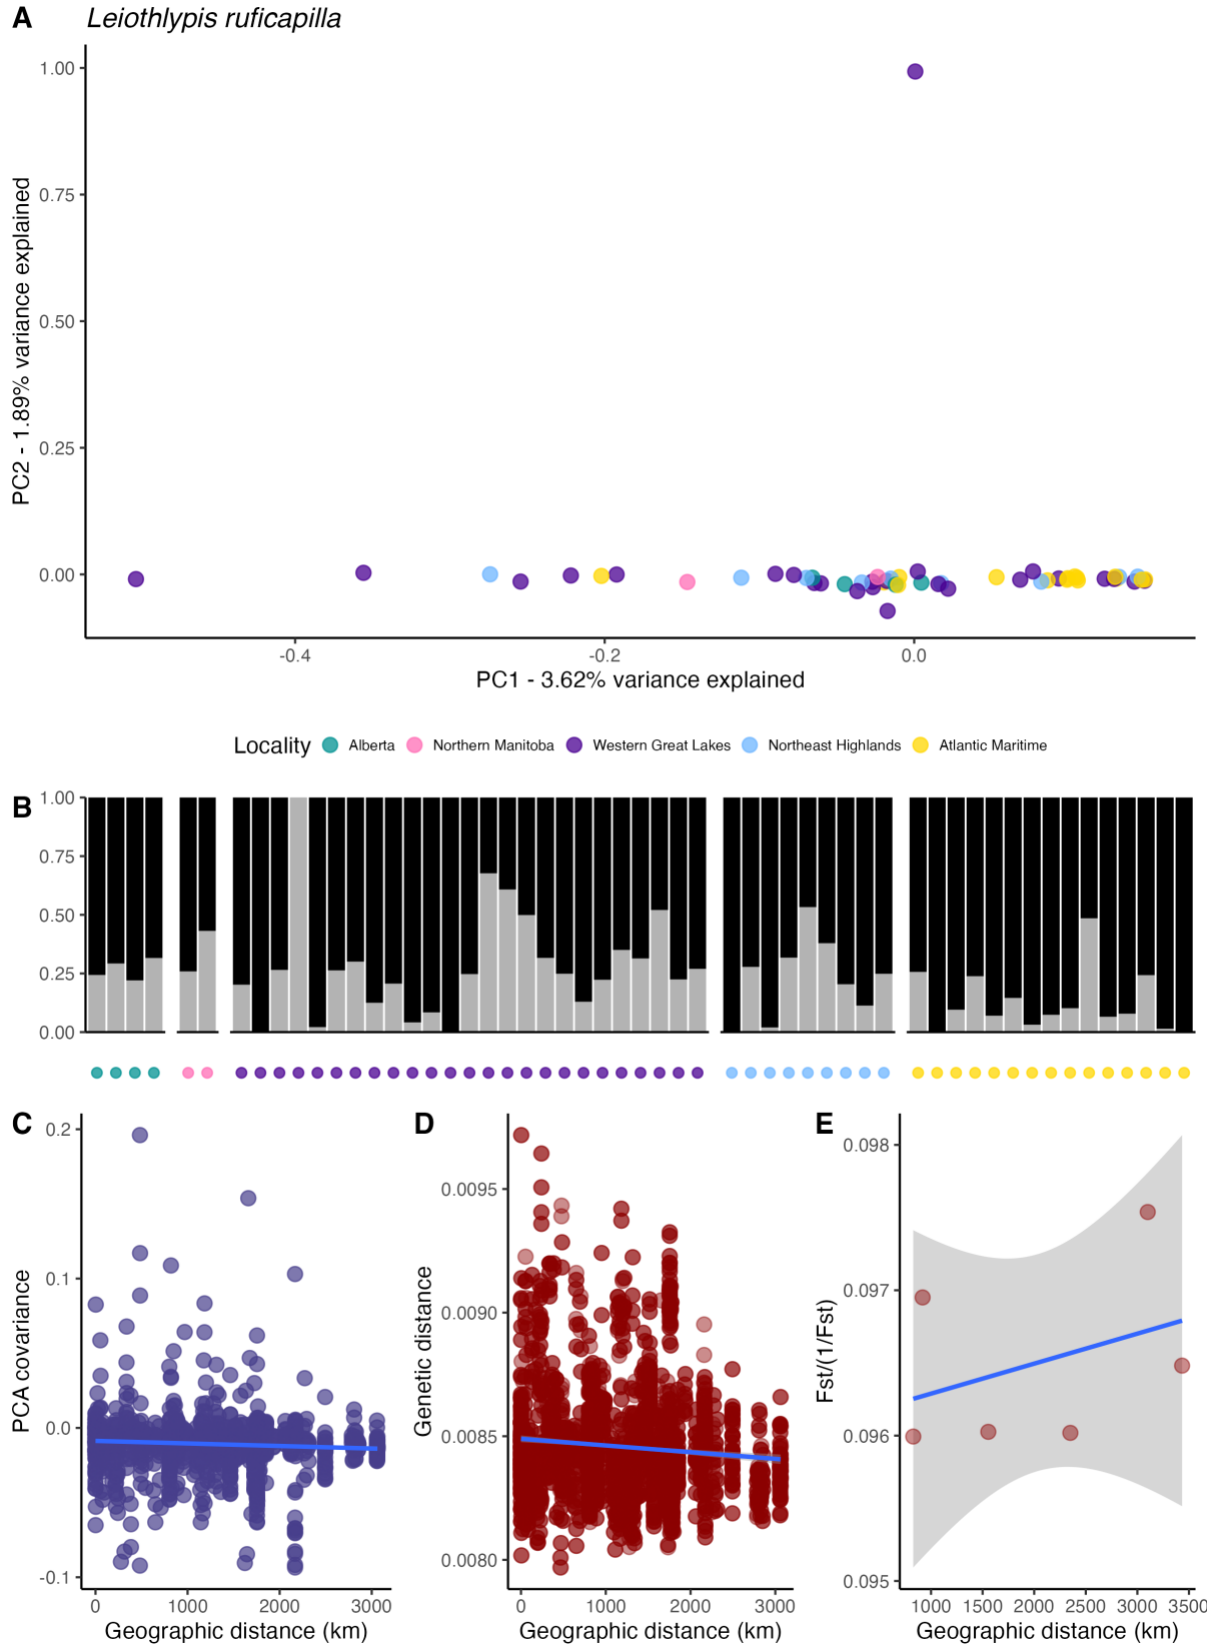 A Leiothlypis ruficapilla
PC2 - 1.89% variance explained
1.00
0.75
0.50
0.25
0.00
-0.4 -0.2 0.0
PC1 - 3.62% variance explained
Locality Alberta Northern Manitoba Western Great Lakes Northeast Highlands Atlantic Maritime
B
1.00
0.75
0.50
0.25
0.00
C
PCA covariance
0.2
0.1
0.0
-0.1
0 1000 2000 3000
Geographic distance (km)
D
Genetic distance
0.0095
0.0090
0.0085
0.0080
0 1000 2000 3000
Geographic distance (km)
E
Fst/(1/Fst)
0.098
0.097
0.096
0.095
1000 1500 2000 2500 3000 3500
Geographic distance (km)